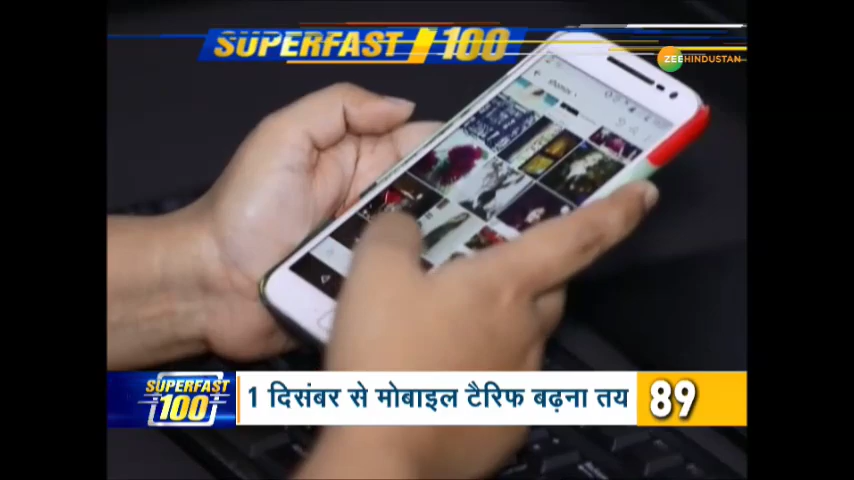 SUPERFAST 100
ZEEHINDUSTAN
SUPERFAST
100
1 दिसंबर से मोबाइल टैरिफ बढ़ना तय
89